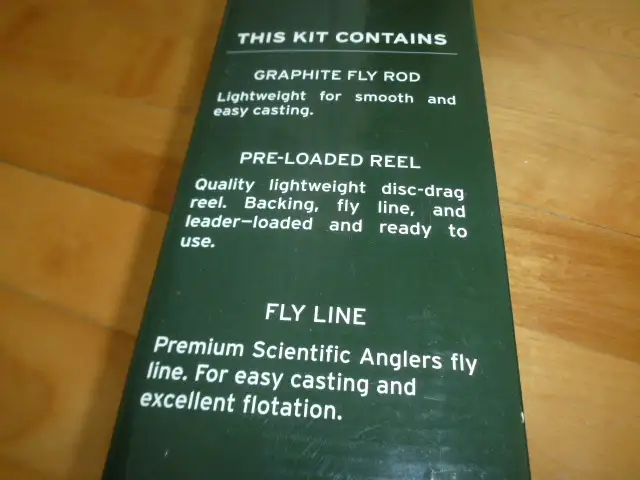 THIS KIT CONTAINS
GRAPHITE FLY ROD
Lightweight for smooth and
easy casting.
PRE-LOADED REEL
Quality lightweight disc-drag
reel. Backing, fly line, and
leader—loaded and ready to
use.
FLY LINE
Premium Scientific Anglers fly
line. For easy casting and
excellent flotation.